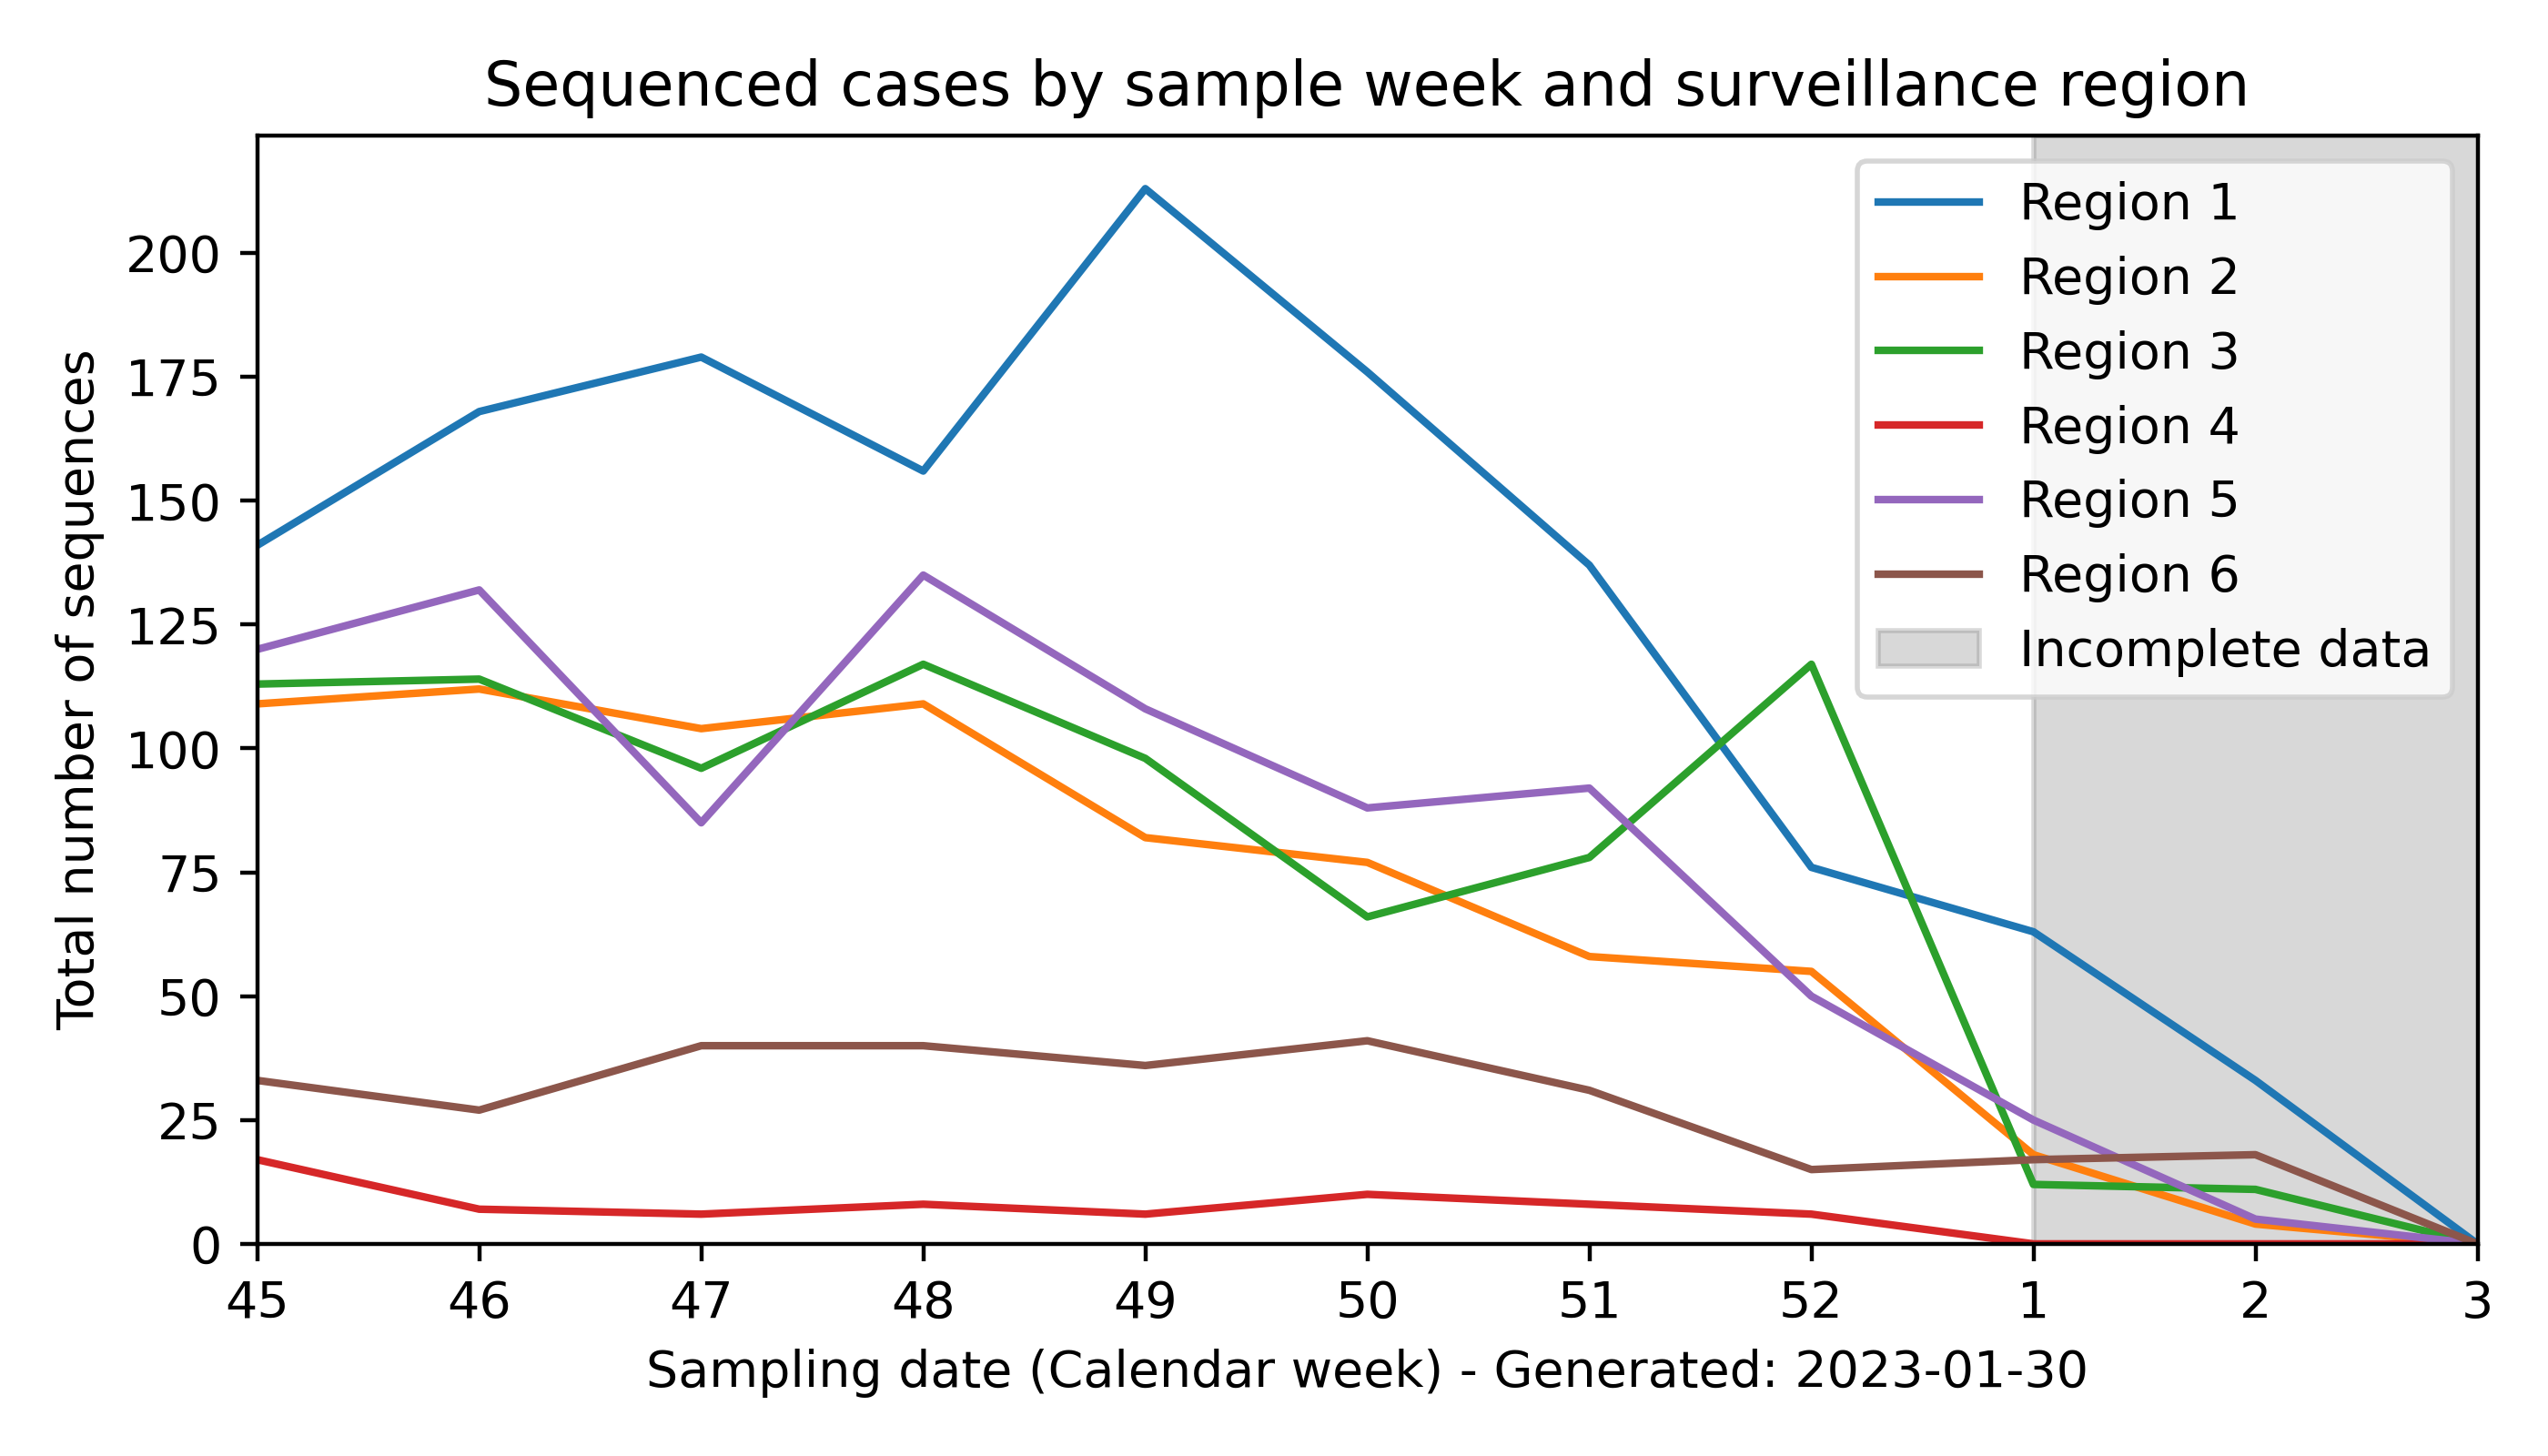 Sequenced cases by sample week and surveillance region
Total number of sequences
200
175
150
125
100
75
50
25
0
Region 1
Region 2
Region 3
Region 4
Region 5
Region 6
Incomplete data
45 46 47 48 49 50 51 52 1 2 3
Sampling date (Calendar week) - Generated: 2023-01-30